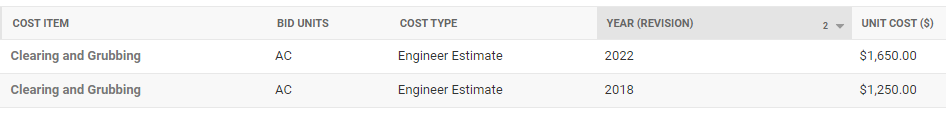 COST ITEM BID UNITS COST TYPE YEAR (REVISION) 2 UNIT COST ($)
Clearing and Grubbing AC Engineer Estimate 2022 $1,650.00
Clearing and Grubbing AC Engineer Estimate 2018 $1,250.00